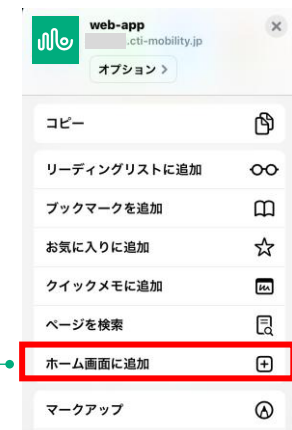 web-app
.cti-mobility.jp
オプション >
コピー
リーディングリストに追加
ブックマークを追加
お気に入りに追加
クイックメモに追加
ページを検索
ホーム画面に追加
マークアップ